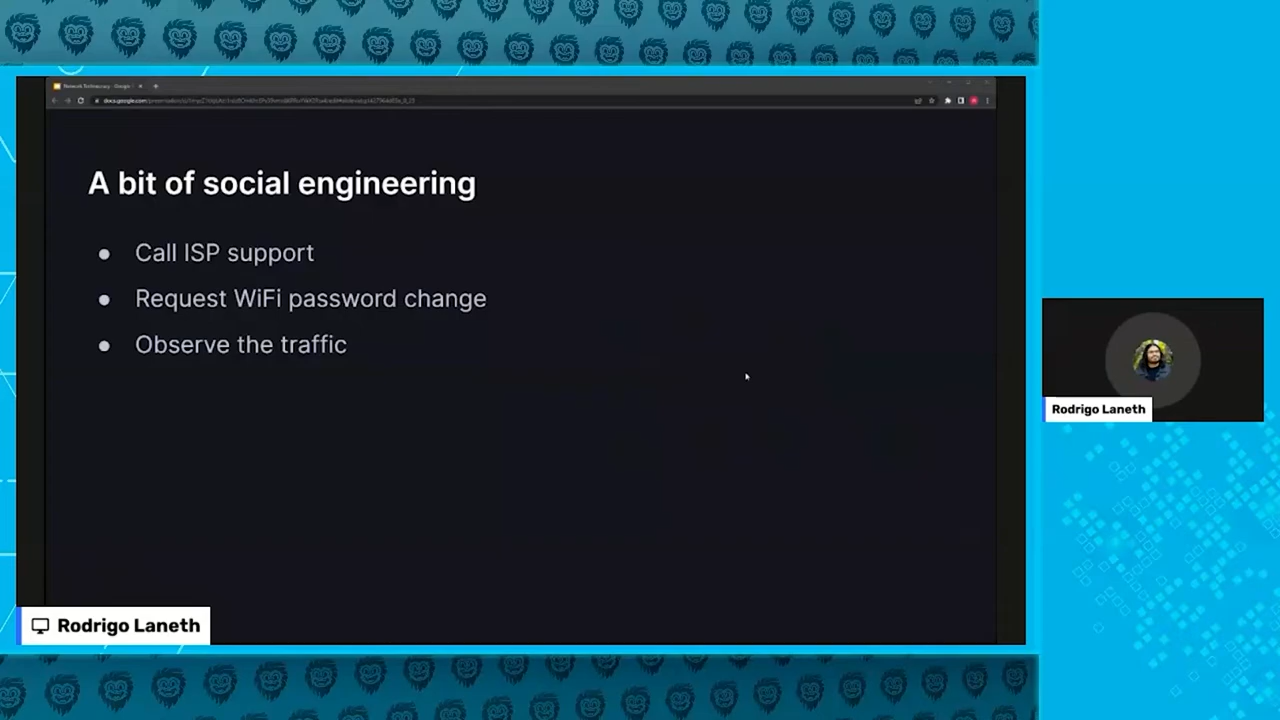 A bit of social engineering
● Call ISP support
● Request WiFi password change
● Observe the traffic
Rodrigo Laneth
Rodrigo Laneth